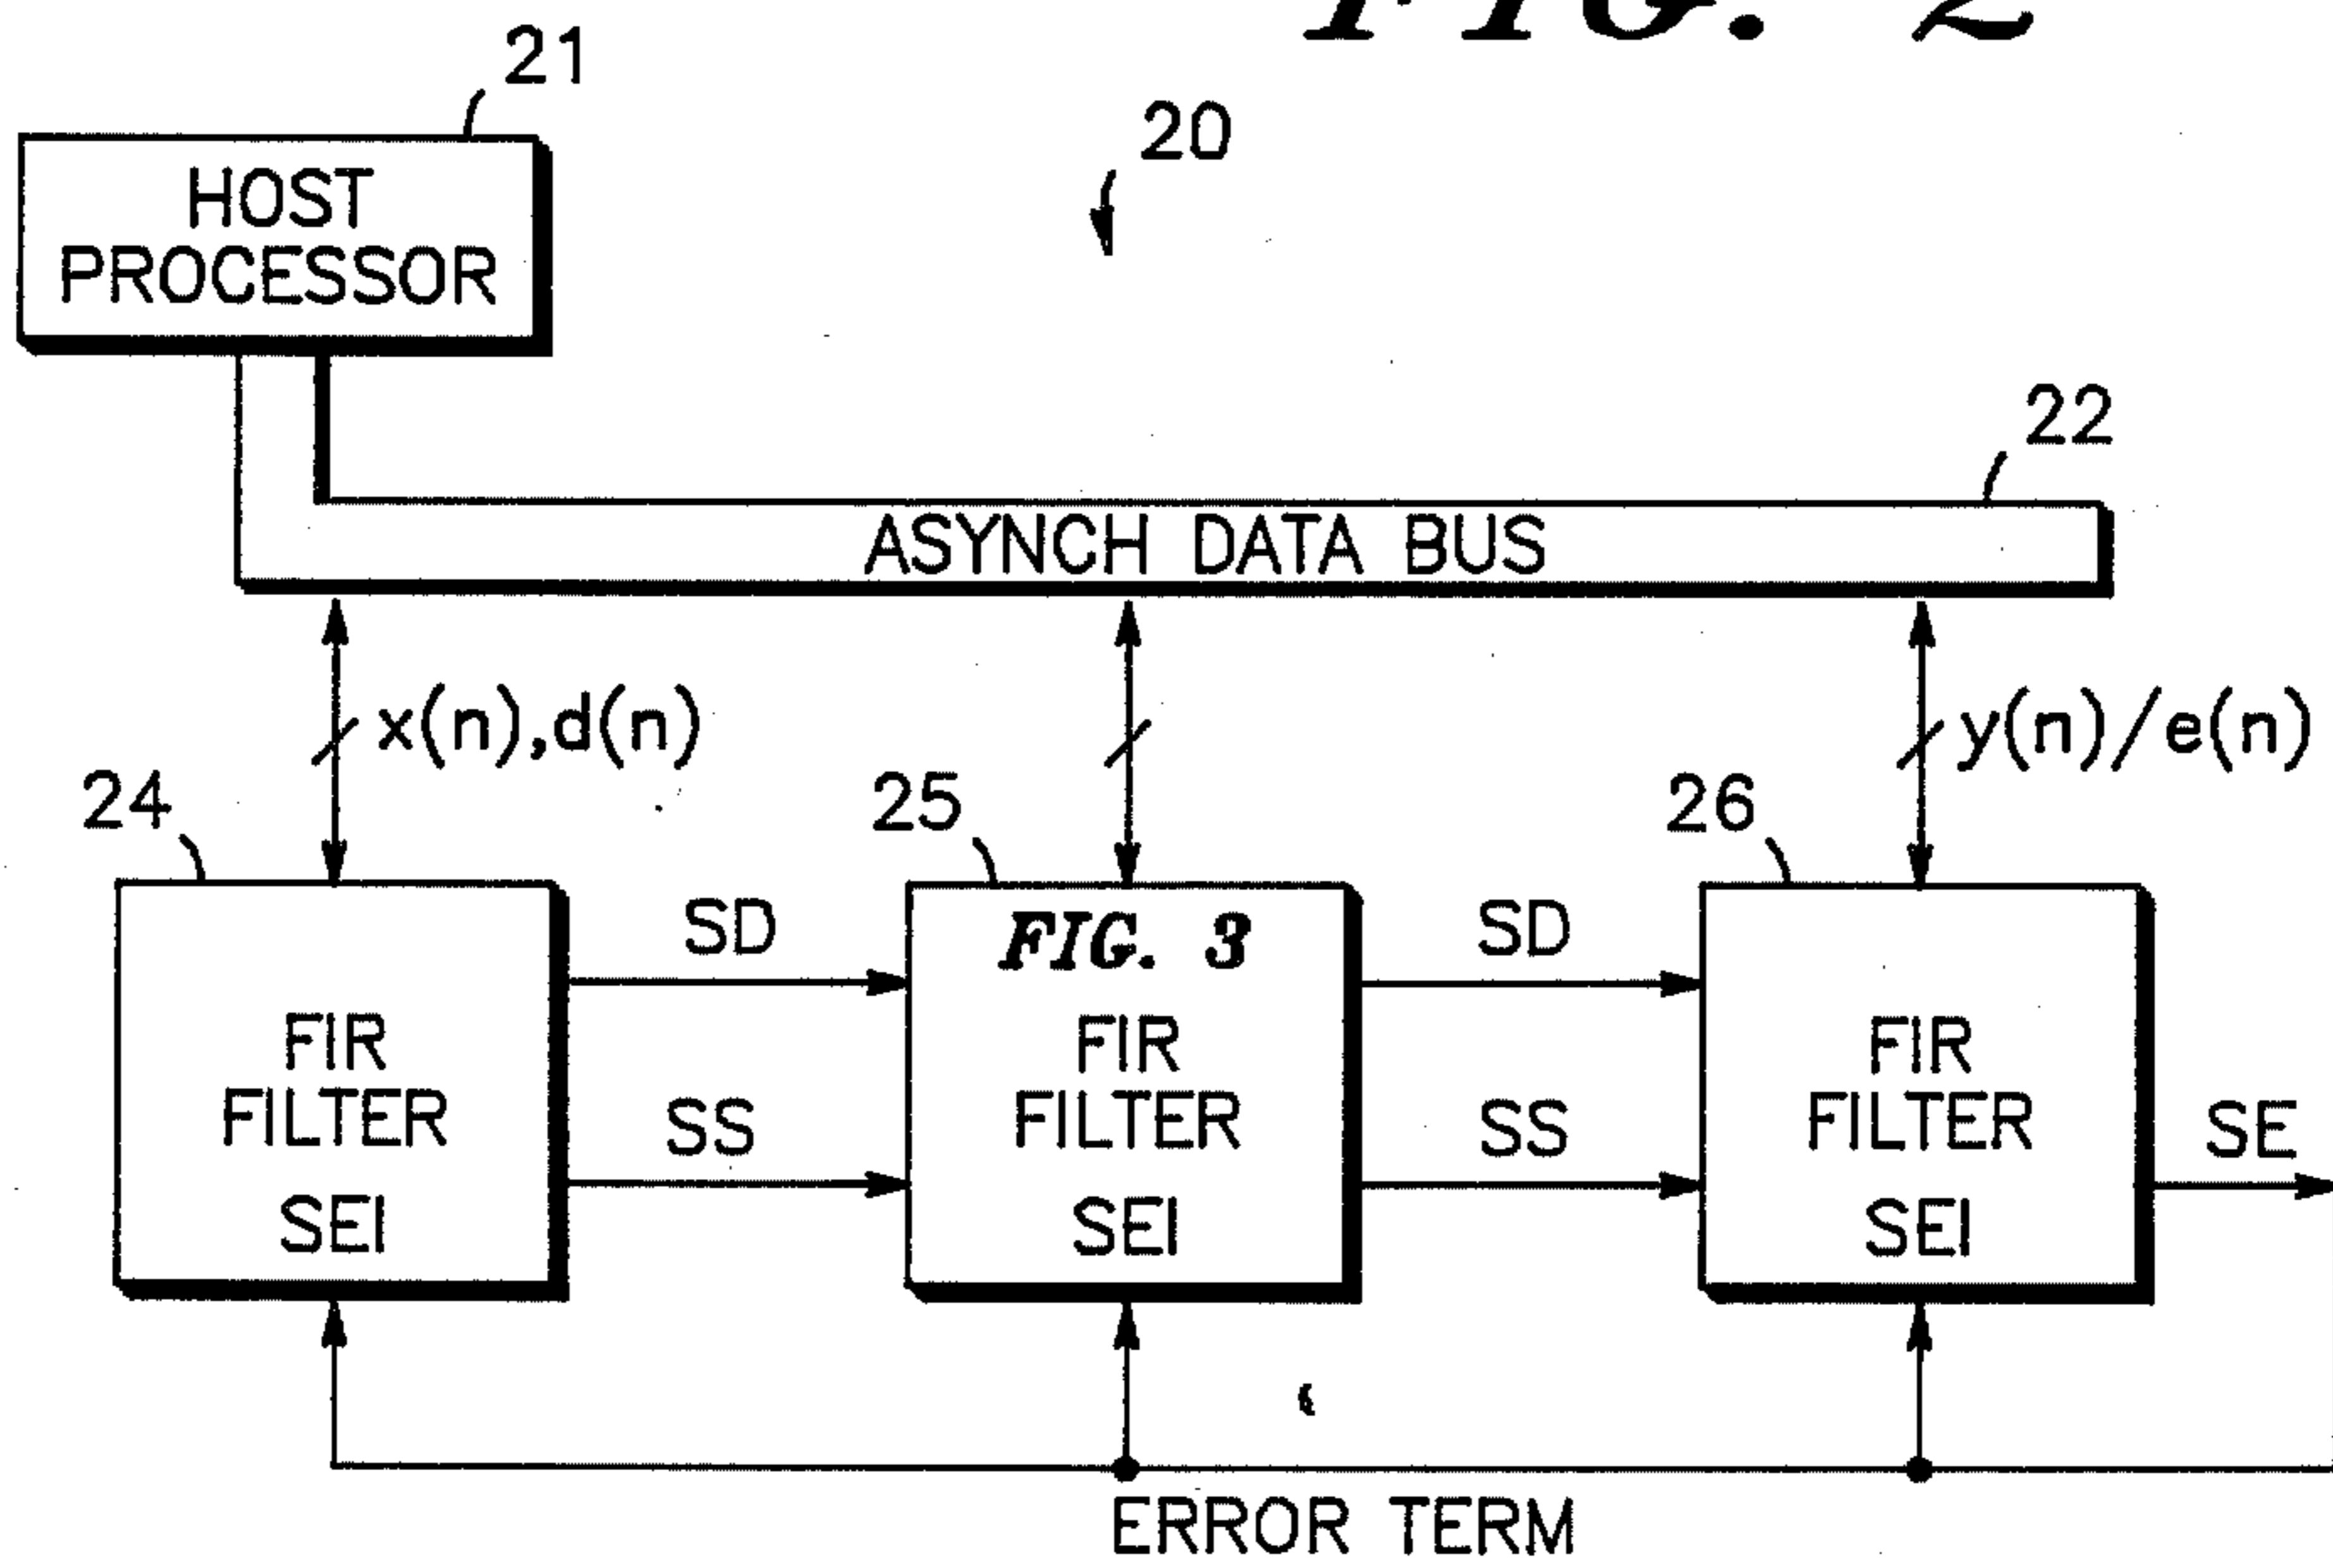 FIG. 2
21
20
HOST
PROCESSOR
22
ASYNCH DATA BUS
x(n),d(n)
y(n)/e(n)
24
25
26
SD
FIG. 3
SD
FIR
FILTER
SEI
SS
FIR
FILTER
SEI
SS
FIR
FILTER
SEI
SE
ERROR TERM